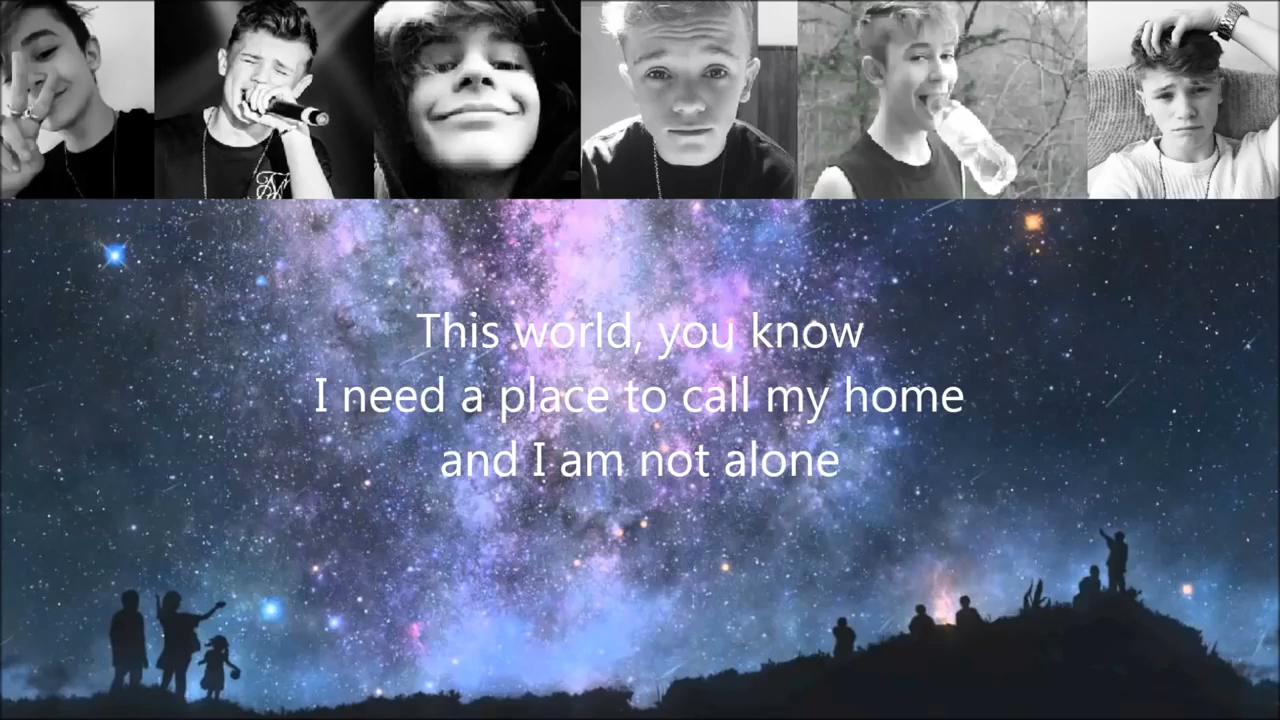 This world, you know
I need a place to call my home
and I am not alone